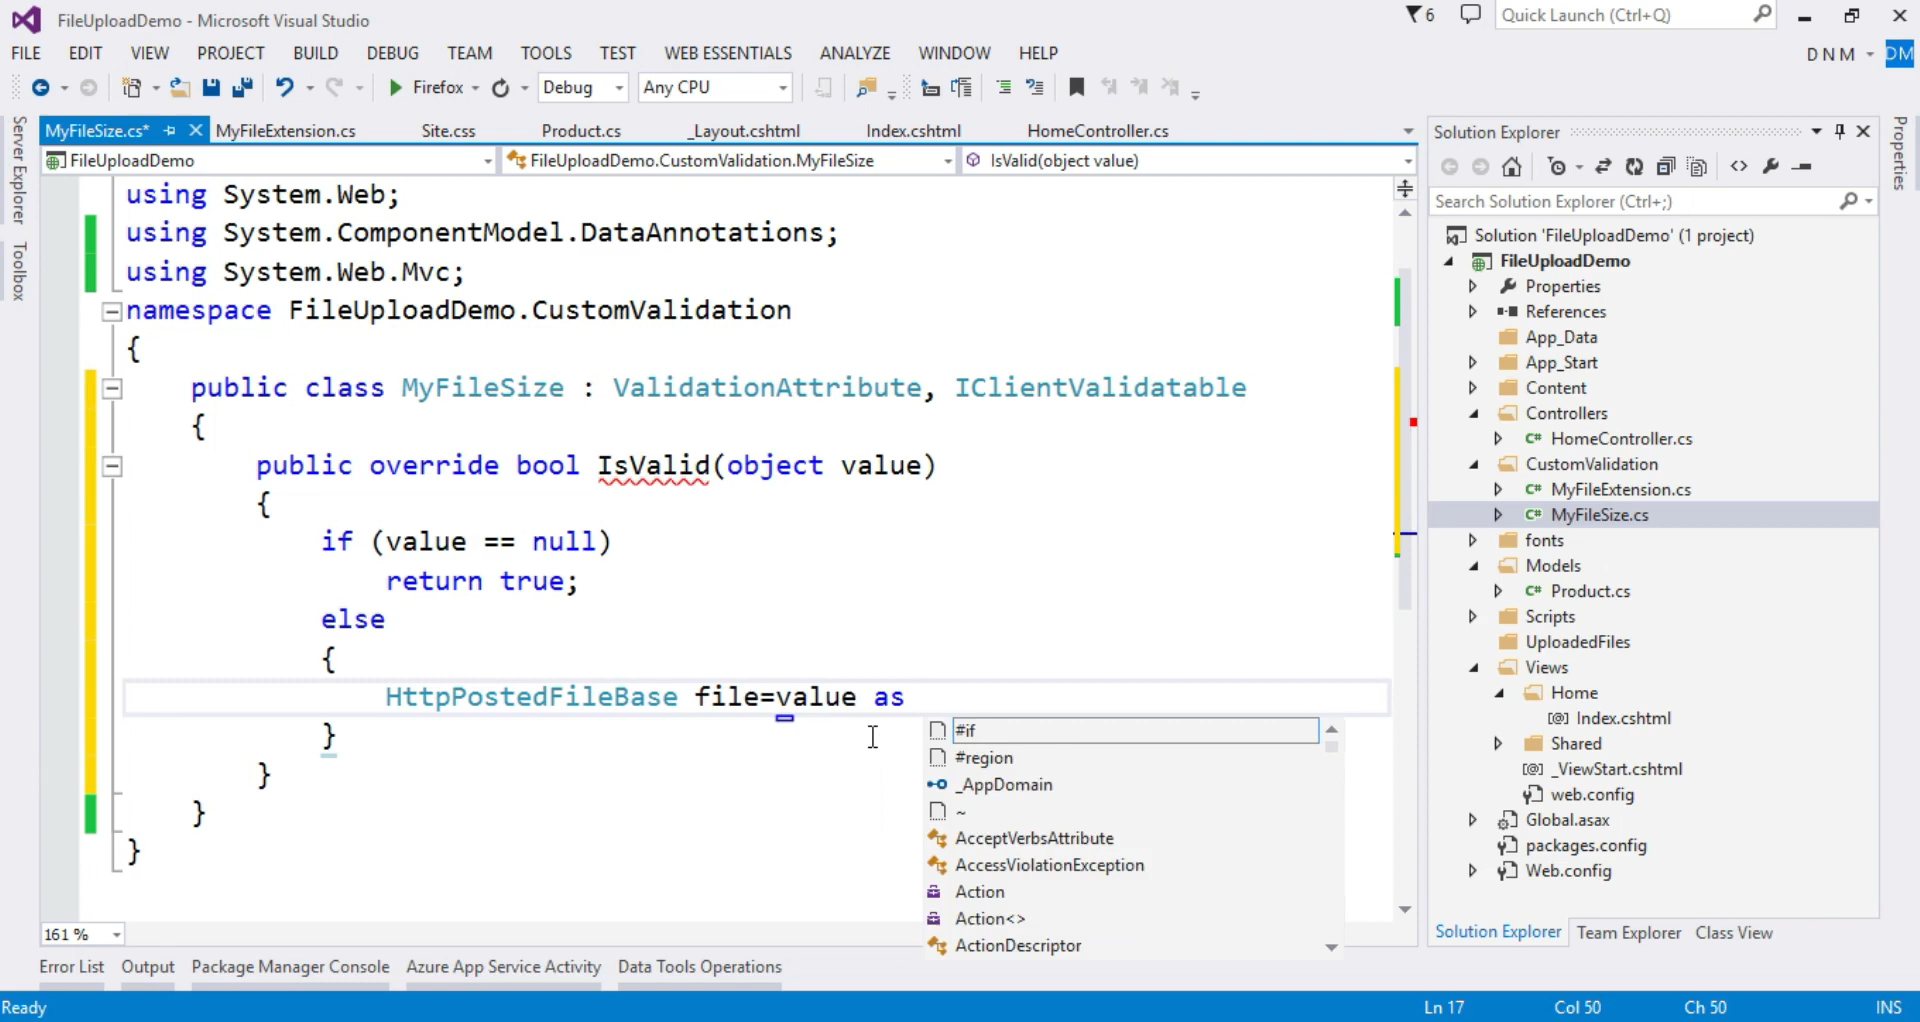 FileUploadDemo - Microsoft Visual Studio
6
Quick Launch (Ctrl+Q)
FILE EDIT VIEW PROJECT BUILD DEBUG TEAM TOOLS TEST WEB ESSENTIALS ANALYZE WINDOW HELP
D N M DM
Firefox Debug Any CPU
Server Explorer
Toolbox
MyFileSize.cs* MyFileExtension.cs Site.css Product.cs _Layout.cshtml Index.cshtml HomeController.cs
FileUploadDemo FileUploadDemo.CustomValidation.MyFileSize IsValid(object value)
using System.Web;
using System.ComponentModel.DataAnnotations;
using System.Web.Mvc;
namespace FileUploadDemo.CustomValidation
{
public class MyFileSize : ValidationAttribute, IClientValidatable
{
public override bool IsValid(object value)
{
if (value == null)
return true;
else
{
HttpPostedFileBase file=value as
}
}
}
}
#if
#region
_AppDomain
~
AcceptVerbsAttribute
AccessViolationException
Action
Action<>
ActionDescriptor
161 %
Solution Explorer
Search Solution Explorer (Ctrl+;)
Solution 'FileUploadDemo' (1 project)
FileUploadDemo
Properties
References
App_Data
App_Start
Content
Controllers
C# HomeController.cs
CustomValidation
C# MyFileExtension.cs
C# MyFileSize.cs
fonts
Models
C# Product.cs
Scripts
UploadedFiles
Views
Home
[@] Index.cshtml
Shared
[@] _ViewStart.cshtml
web.config
Global.asax
packages.config
Web.config
Solution Explorer Team Explorer Class View
Properties
Error List Output Package Manager Console Azure App Service Activity Data Tools Operations
Ready Ln 17 Col 50 Ch 50 INS